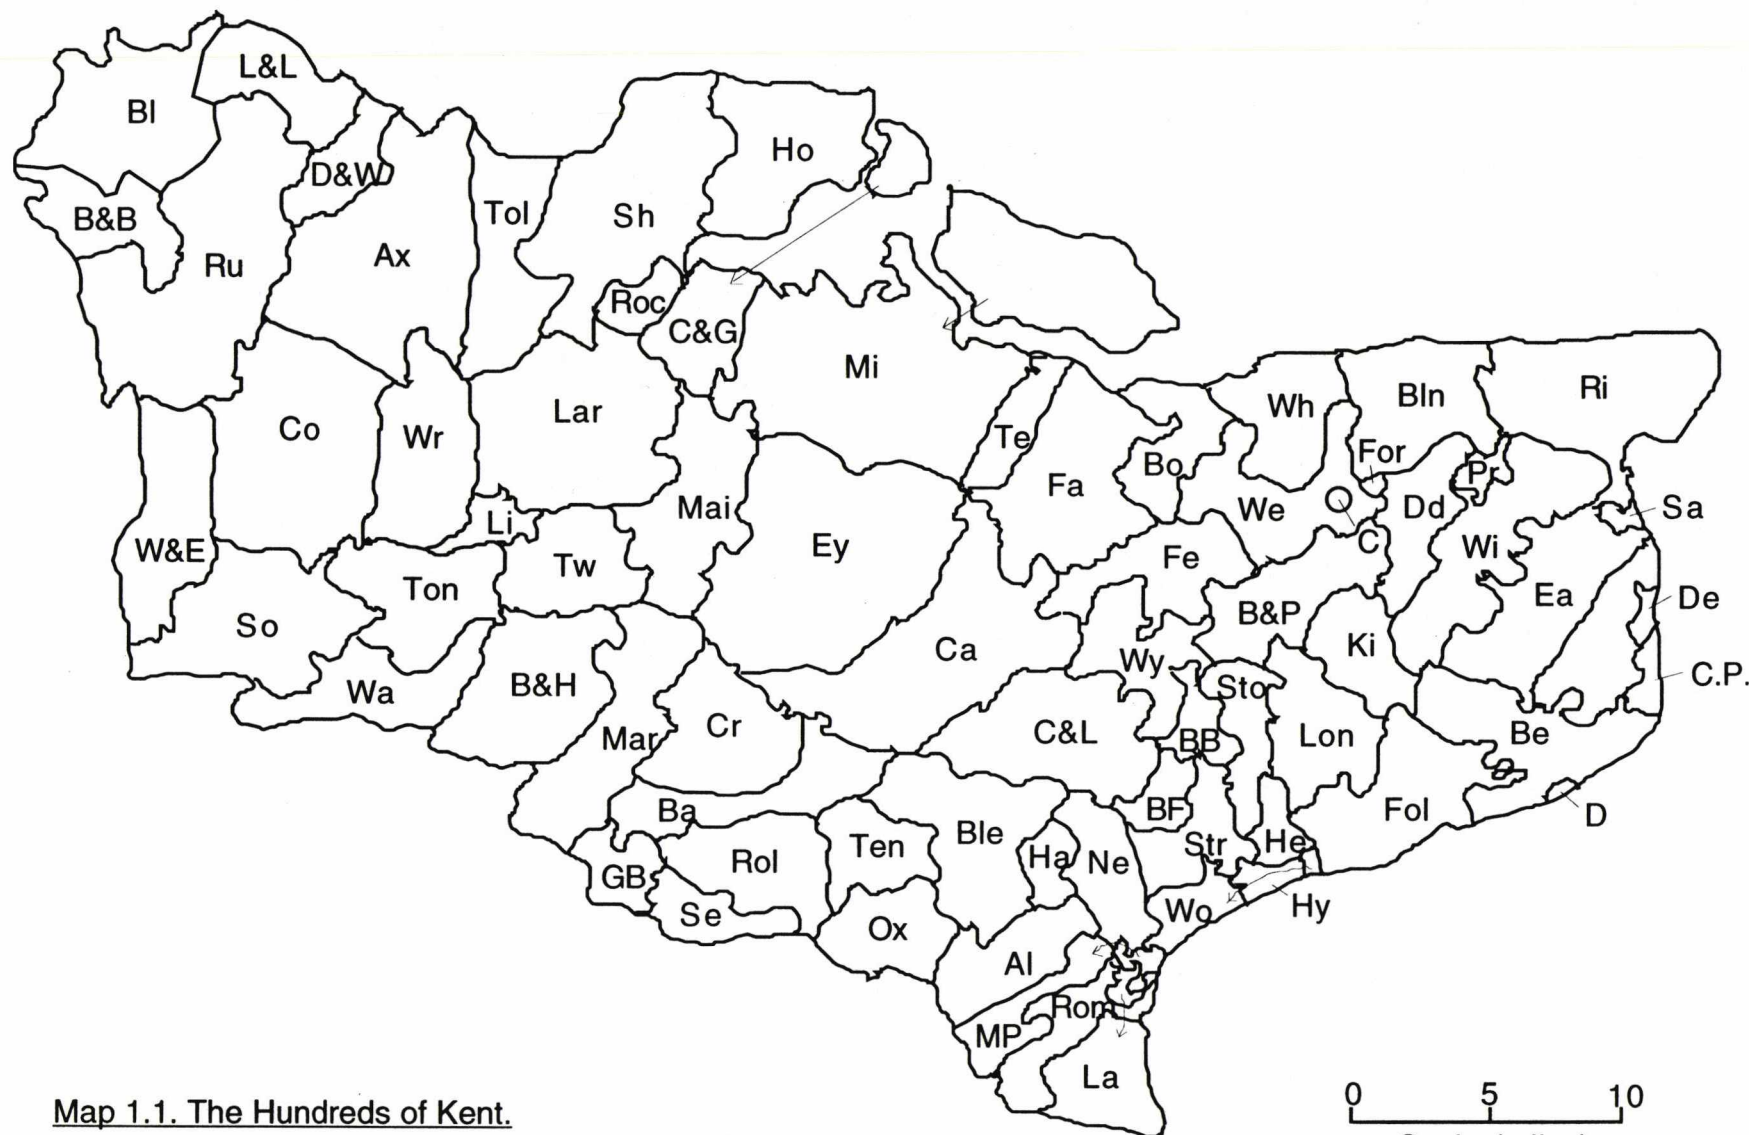 L&L
Bl
Ho
D&W
B&B
Tol
Sh
Ax
Ru
Roc
C&G
Mi
Ri
Bln
Wh
Lar
Co
Wr
Te
For
Bo
Pr
Fa
Mai
We
Dd
Sa
Li
C
Wi
Ey
W&E
Fe
Tw
Ton
Ea
De
B&P
So
Ki
Ca
Wy
C.P.
B&H
Sto
Wa
Cr
Mar
C&L
BB
Lon
Be
Ba
BF
Fol
D
Ble
Str
He
Ten
Rol
Ha
Ne
GB
Se
Wo
Hy
Ox
Al
Rom
MP
La
0 5 10
Map 1.1. The Hundreds of Kent.